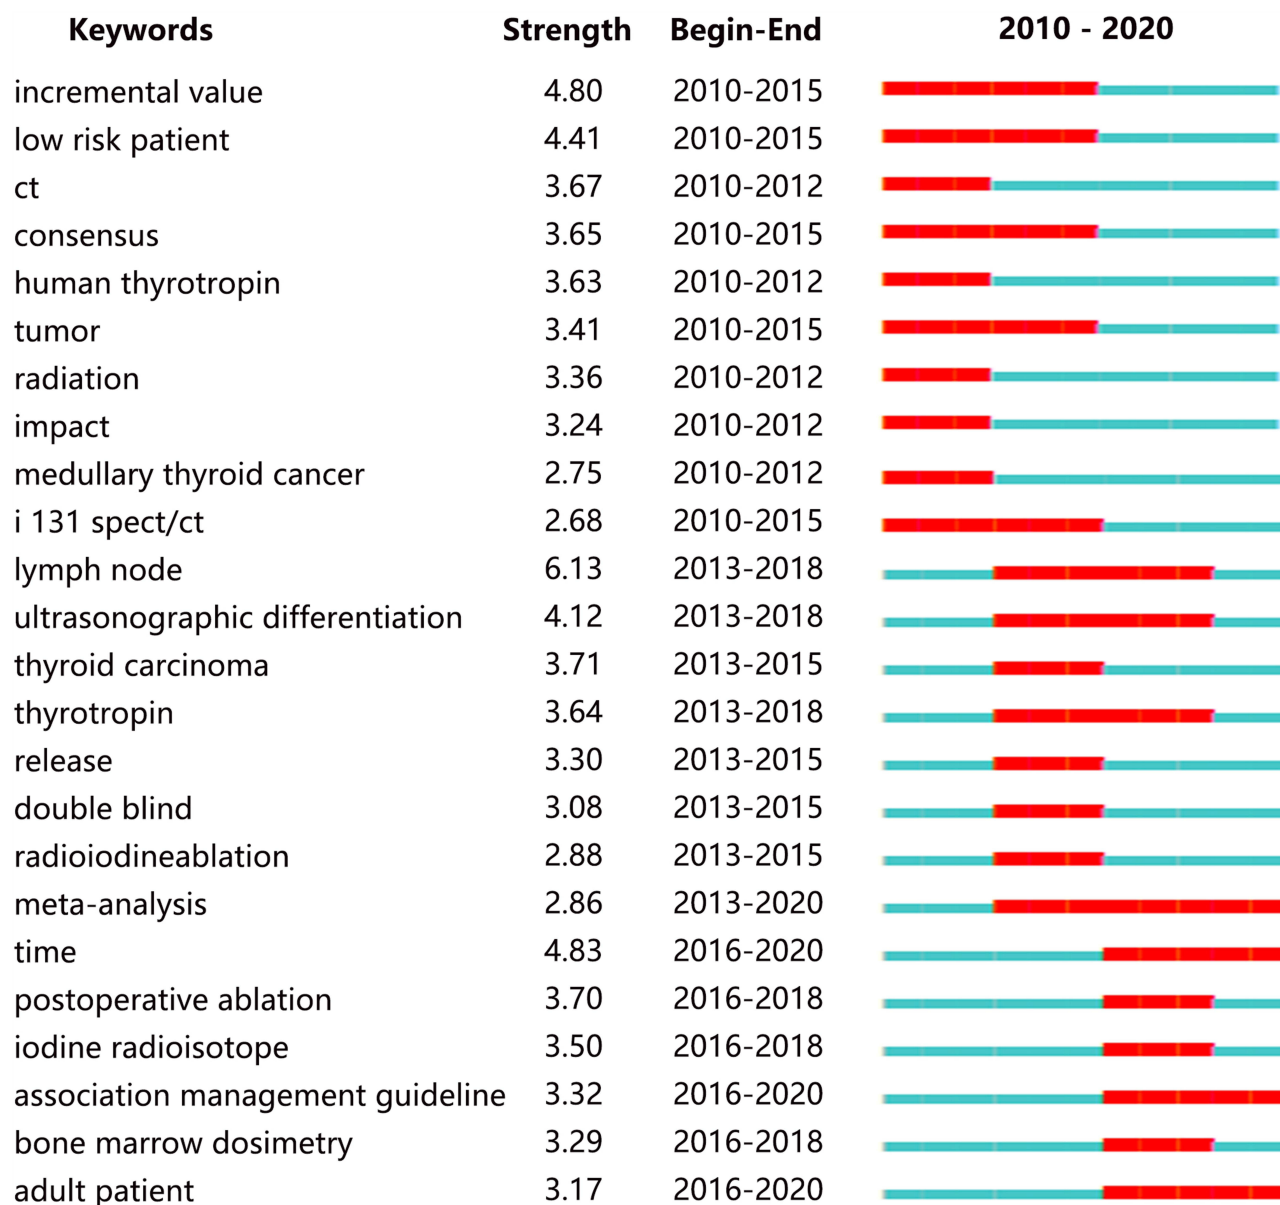 Keywords Strength Begin-End 2010 - 2020
incremental value 4.80 2010-2015
low risk patient 4.41 2010-2015
ct 3.67 2010-2012
consensus 3.65 2010-2015
human thyrotropin 3.63 2010-2012
tumor 3.41 2010-2015
radiation 3.36 2010-2012
impact 3.24 2010-2012
medullary thyroid cancer 2.75 2010-2012
i 131 spect/ct 2.68 2010-2015
lymph node 6.13 2013-2018
ultrasonographic differentiation 4.12 2013-2018
thyroid carcinoma 3.71 2013-2015
thyrotropin 3.64 2013-2018
release 3.30 2013-2015
double blind 3.08 2013-2015
radioiodineablation 2.88 2013-2015
meta-analysis 2.86 2013-2020
time 4.83 2016-2020
postoperative ablation 3.70 2016-2018
iodine radioisotope 3.50 2016-2018
association management guideline 3.32 2016-2020
bone marrow dosimetry 3.29 2016-2018
adult patient 3.17 2016-2020